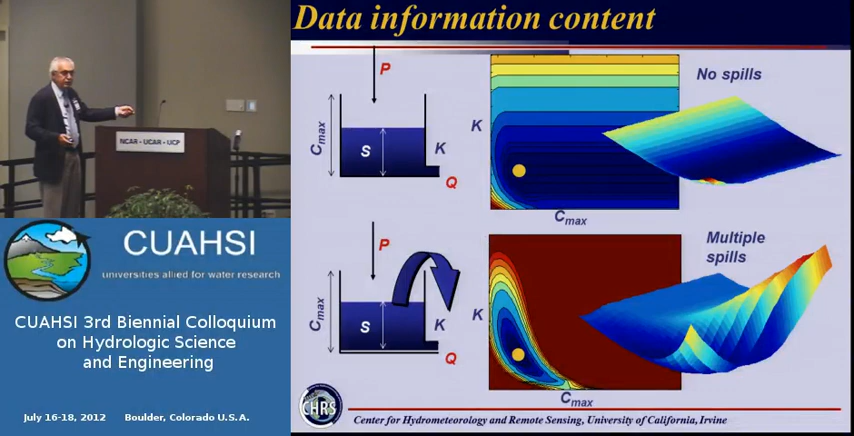 Data information content
P
Cmax
S
K
Q
K
Cmax
No spills
P
Cmax
S
K
Q
K
Cmax
Multiple
spills
CHRS
Center for Hydrometeorology and Remote Sensing, University of California, Irvine
NCAR - UCAR - UCP
CUAHSI
universities allied for water research
CUAHSI 3rd Biennial Colloquium
on Hydrologic Science
and Engineering
July 16-18, 2012 Boulder, Colorado U.S.A.